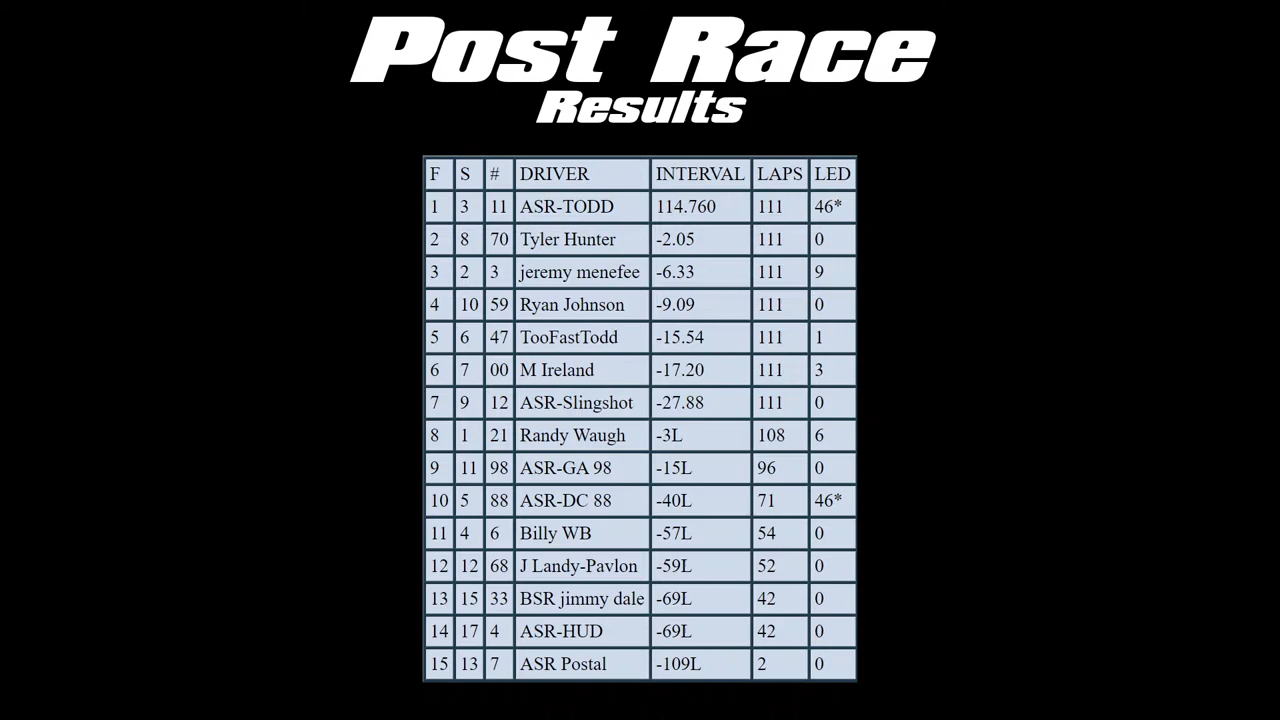 Post Race
Results
F S # DRIVER INTERVAL LAPS LED
1 3 11 ASR-TODD 114.760 111 46*
2 8 70 Tyler Hunter -2.05 111 0
3 2 3 jeremy menefee -6.33 111 9
4 10 59 Ryan Johnson -9.09 111 0
5 6 47 TooFastTodd -15.54 111 1
6 7 00 M Ireland -17.20 111 3
7 9 12 ASR-Slingshot -27.88 111 0
8 1 21 Randy Waugh -3L 108 6
9 11 98 ASR-GA 98 -15L 96 0
10 5 88 ASR-DC 88 -40L 71 46*
11 4 6 Billy WB -57L 54 0
12 12 68 J Landy-Pavlon -59L 52 0
13 15 33 BSR jimmy dale -69L 42 0
14 17 4 ASR-HUD -69L 42 0
15 13 7 ASR Postal -109L 2 0